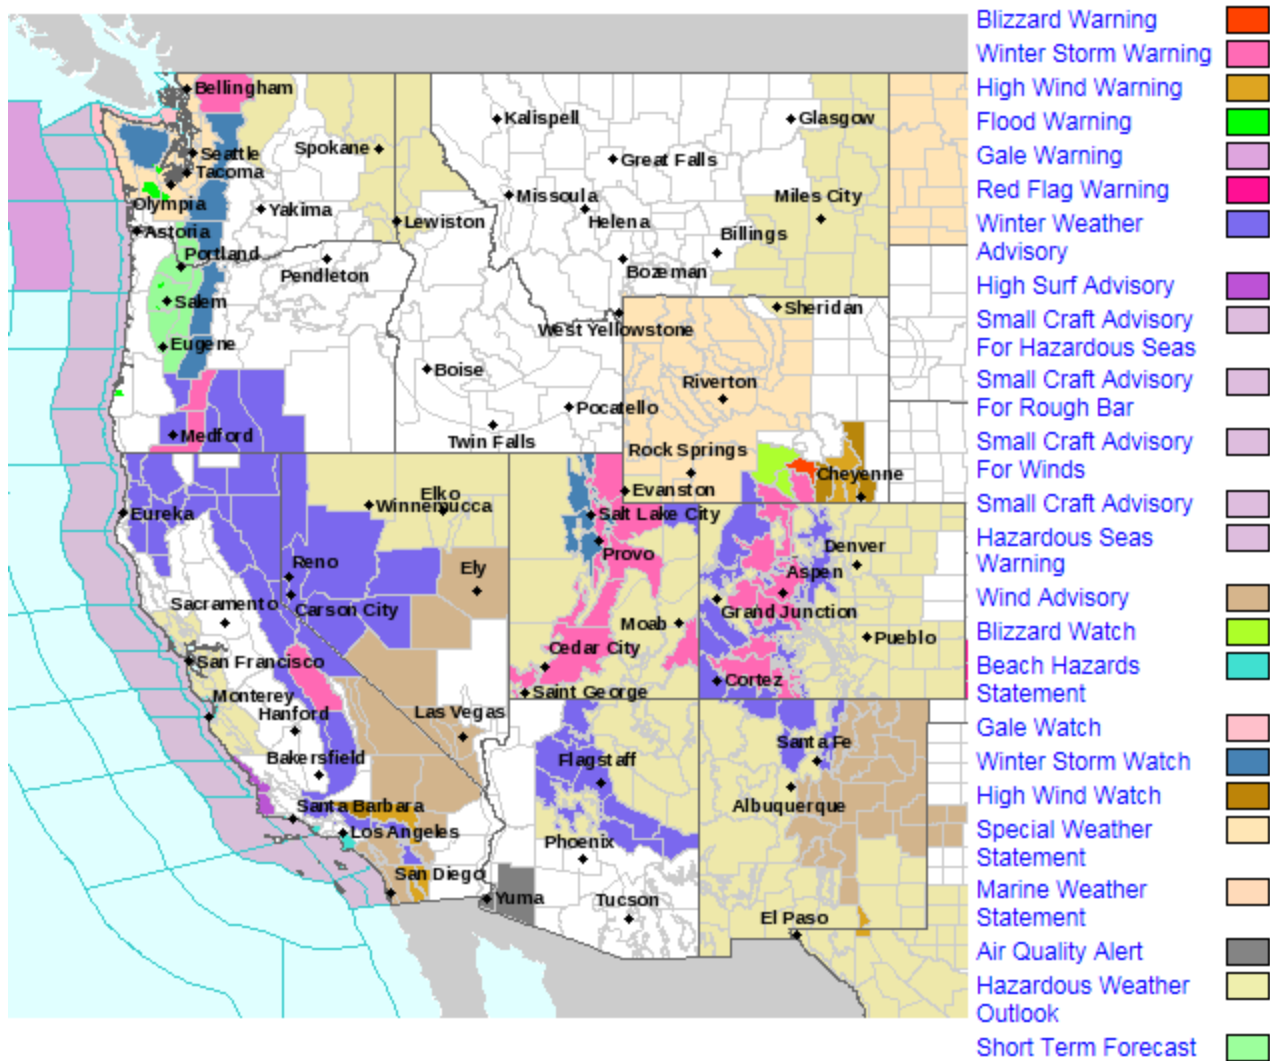 Bellingham
Kalispell
Glasgow
Seattle
Spokane
Great Falls
Tacoma
Missoula
Miles City
Olympia
Yakima
Lewiston
Helena
Astoria
Billings
Portland
Pendleton
Bozeman
Salem
Sheridan
West Yellowstone
Eugene
Boise
Riverton
Pocatello
Medford
Twin Falls
Rock Springs
Cheyenne
Elko
Evanston
Winnemucca
Eureka
Salt Lake City
Provo
Denver
Reno
Ely
Aspen
Sacramento
Carson City
Grand Junction
Moab
Pueblo
Cedar City
San Francisco
Cortez
Saint George
Monterey
Hanford
Las Vegas
Santa Fe
Bakersfield
Flagstaff
Santa Barbara
Albuquerque
Los Angeles
Phoenix
San Diego
Yuma
Tucson
El Paso
Blizzard Warning
Winter Storm Warning
High Wind Warning
Flood Warning
Gale Warning
Red Flag Warning
Winter Weather
Advisory
High Surf Advisory
Small Craft Advisory
For Hazardous Seas
Small Craft Advisory
For Rough Bar
Small Craft Advisory
For Winds
Small Craft Advisory
Hazardous Seas
Warning
Wind Advisory
Blizzard Watch
Beach Hazards
Statement
Gale Watch
Winter Storm Watch
High Wind Watch
Special Weather
Statement
Marine Weather
Statement
Air Quality Alert
Hazardous Weather
Outlook
Short Term Forecast